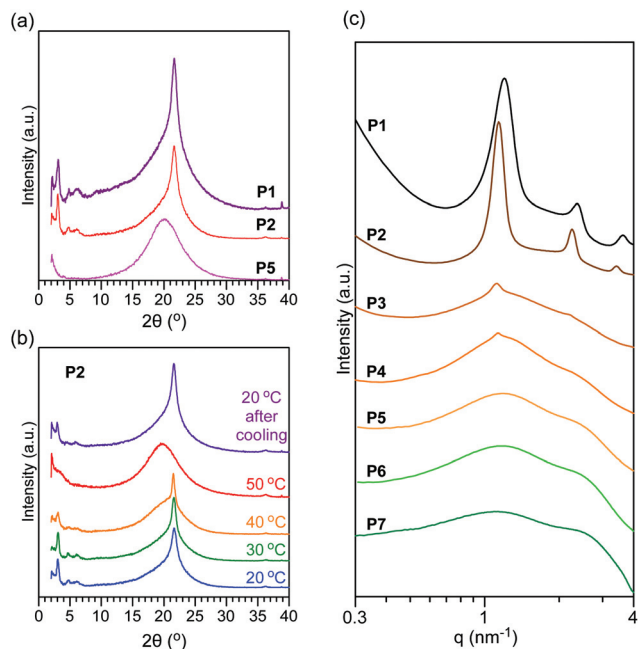 (a)
Intensity (a.u.)
P1
P2
P5
0 5 10 15 20 25 30 35 40
2θ (°)
(b)
P2
Intensity (a.u.)
20 °C
after
cooling
50 °C
40 °C
30 °C
20 °C
0 5 10 15 20 25 30 35 40
2θ (°)
(c)
Intensity (a.u.)
P1
P2
P3
P4
P5
P6
P7
0.3 1 4
q (nm⁻¹)